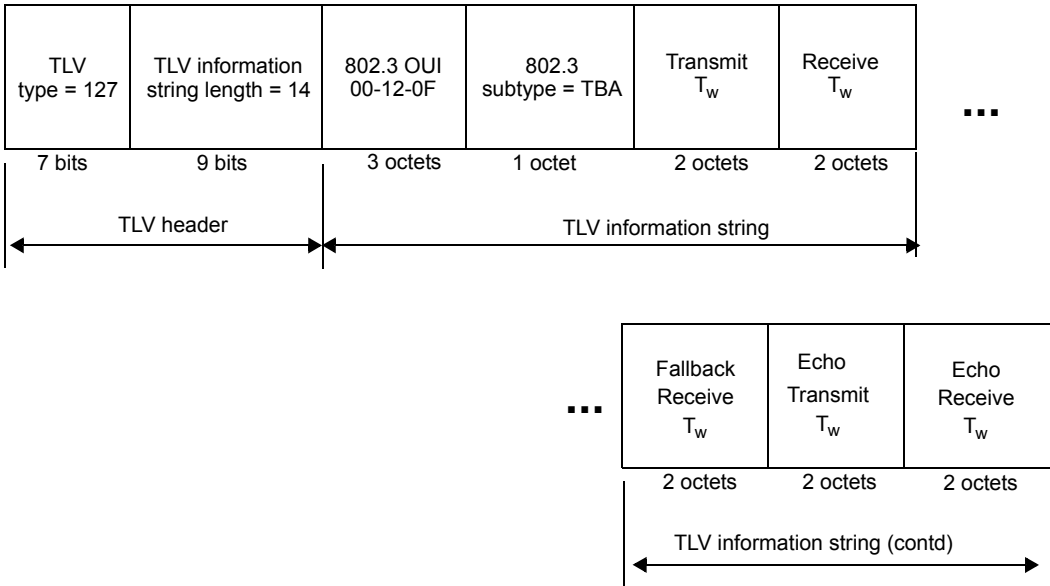 TLV
type = 127
TLV information
string length = 14
802.3 OUI
00-12-0F
802.3
subtype = TBA
Transmit
Tw
Receive
Tw
...
7 bits
9 bits
3 octets
1 octet
2 octets
2 octets
TLV header
TLV information string
...
Fallback
Receive
Tw
Echo
Transmit
Tw
Echo
Receive
Tw
2 octets
2 octets
2 octets
TLV information string (contd)